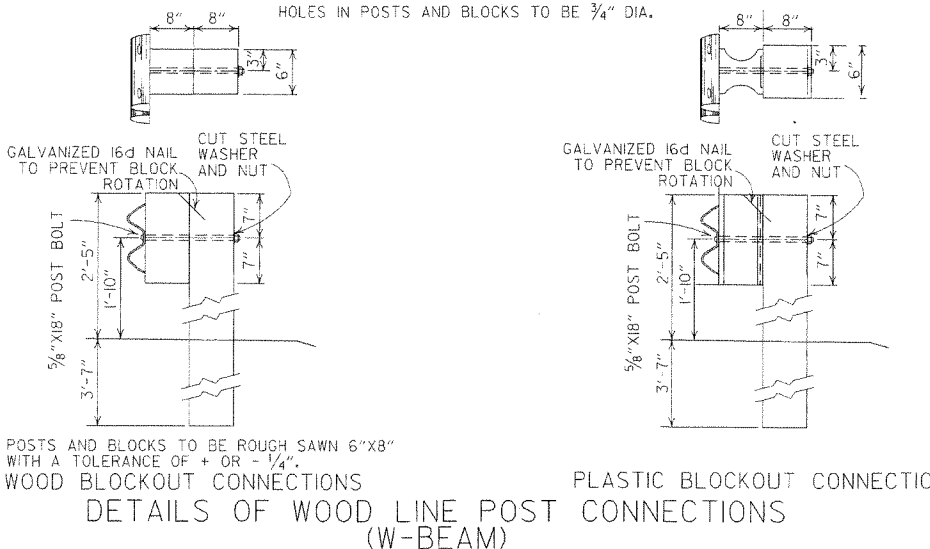 HOLES IN POSTS AND BLOCKS TO BE 3/4" DIA.
8" 8"
3"
6"
8" 8"
3"
6"
GALVANIZED 16d NAIL
TO PREVENT BLOCK
ROTATION
CUT STEEL
WASHER
AND NUT
5/8"X18" POST BOLT
2'-5"
1'-10"
7"
7"
3'-7"
GALVANIZED 16d NAIL
TO PREVENT BLOCK
ROTATION
CUT STEEL
WASHER
AND NUT
5/8"X18" POST BOLT
2'-5"
1'-10"
7"
7"
3'-7"
POSTS AND BLOCKS TO BE ROUGH SAWN 6"X8"
WITH A TOLERANCE OF + OR - 1/4".
WOOD BLOCKOUT CONNECTIONS
PLASTIC BLOCKOUT CONNECTIC
DETAILS OF WOOD LINE POST CONNECTIONS
(W-BEAM)